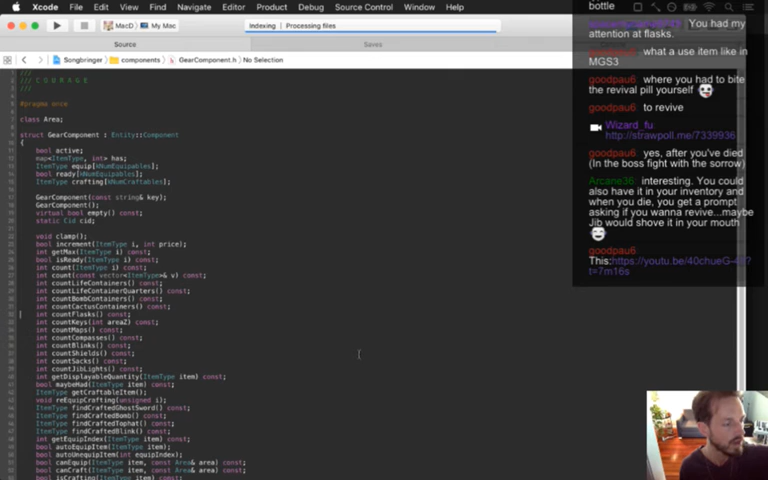 Xcode File Edit View Find Navigate Editor Product Debug Source Control Window Help
MacD My Mac
Indexing | Processing files
Source
Saves
Songbringer components GearComponent.h No Selection
///
/// C O U R A G E
///
#pragma once
class Area;
struct GearComponent : Entity::Component
{
bool active;
map<ItemType, int> has;
ItemType equip[kNumEquipables];
bool ready[kNumEquipables];
ItemType crafting[kNumCraftables];
GearComponent(const string& key);
GearComponent();
virtual bool empty() const;
static Cid cid;
void clamp();
bool increment(ItemType i, int price);
int getMax(ItemType i) const;
bool isReady(ItemType i) const;
int count(ItemType i) const;
int count(const vector<ItemType>& v) const;
int countLifeContainers() const;
int countLifeContainerQuarters() const;
int countBombContainers() const;
int countCactusContainers() const;
int countFlasks() const;
int countKeys(int areaZ) const;
int countMaps() const;
int countCompasses() const;
int countBlinks() const;
int countShields() const;
int countSacks() const;
int countJibLights() const;
int getDisplayableQuantity(ItemType item) const;
bool maybeHad(ItemType item) const;
ItemType getCraftableItem();
void reEquipCrafting(unsigned i);
ItemType findCraftedGhostSword() const;
ItemType findCraftedBomb() const;
ItemType findCraftedTophat() const;
ItemType findCraftedBlink() const;
int getEquipIndex(ItemType item) const;
bool autoEquipItem(ItemType item);
bool autoUnequipItem(int equipIndex);
bool canEquip(ItemType item, const Area& area) const;
bool canCraft(ItemType item, const Area& area) const;
bool isCrafting(ItemType item) const;
bottle
You had my
attention at flasks.
what a use item like in
MGS3
goodpau6 where you had to bite
the revival pill yourself
goodpau6 to revive
Wizard_fu:
http://strawpoll.me/7339936
goodpau6 yes, after you've died
(In the boss fight with the sorrow)
Arcane36 interesting. You could
also have it in your inventory and
when you die, you get a prompt
asking if you wanna revive...maybe
Jib would shove it in your mouth
goodpau6
t=7m16s